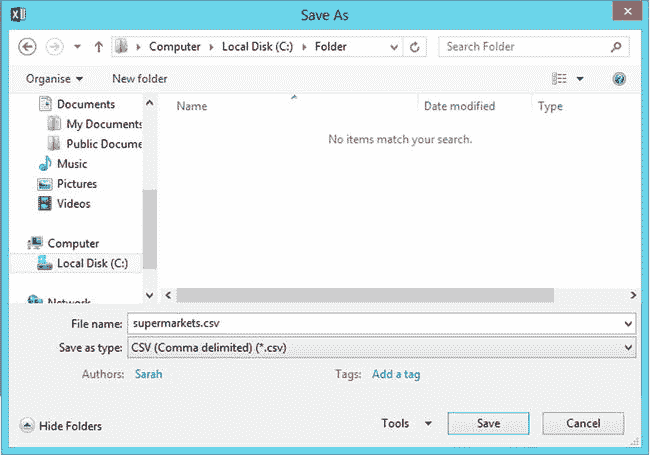 Save As
Computer Local Disk (C:) Folder
Search Folder
Organise New folder
Documents
My Documents
Public Docume
Music
Pictures
Videos
Computer
Local Disk (C:)
Network
Name Date modified Type
No items match your search.
File name: supermarkets.csv
Save as type: CSV (Comma delimited) (*.csv)
Authors: Sarah Tags: Add a tag
Hide Folders Tools Save Cancel